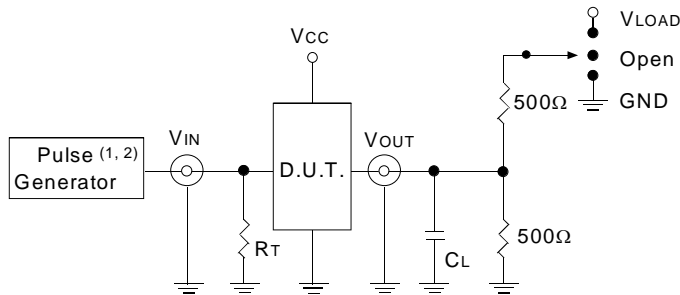 VLOAD
VCC
Open
500Ω
GND
VIN
VOUT
Pulse (1, 2)
Generator
D.U.T.
RT
CL
500Ω